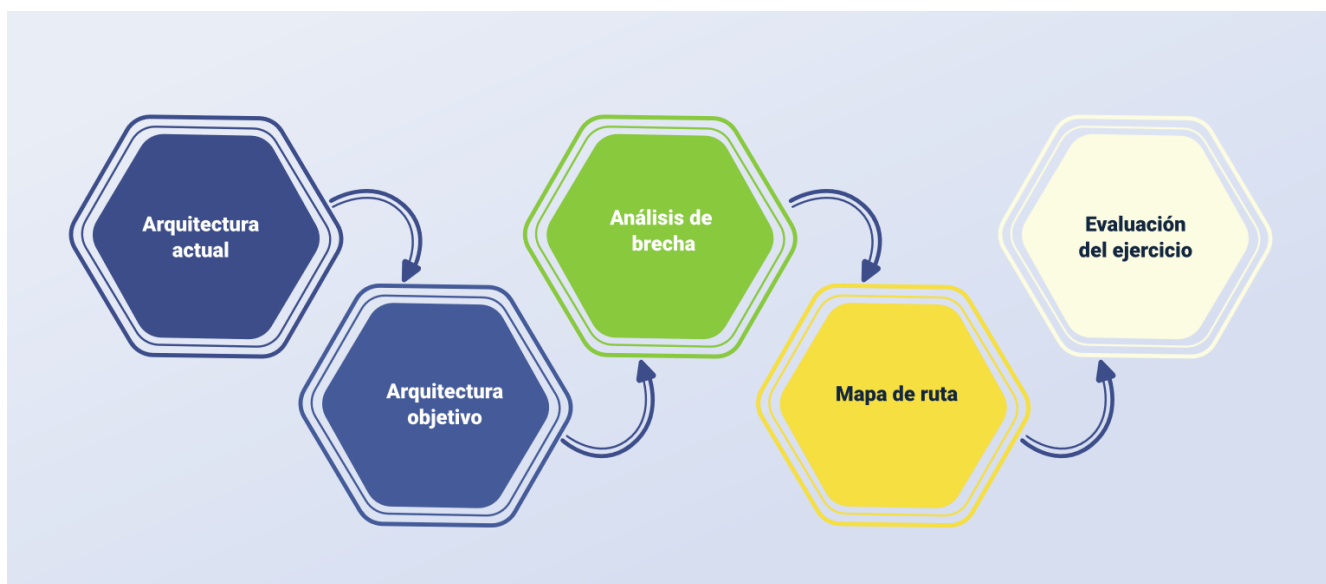 Arquitectura
actual
Arquitectura
objetivo
Análisis de
brecha
Mapa de ruta
Evaluación
del ejercicio